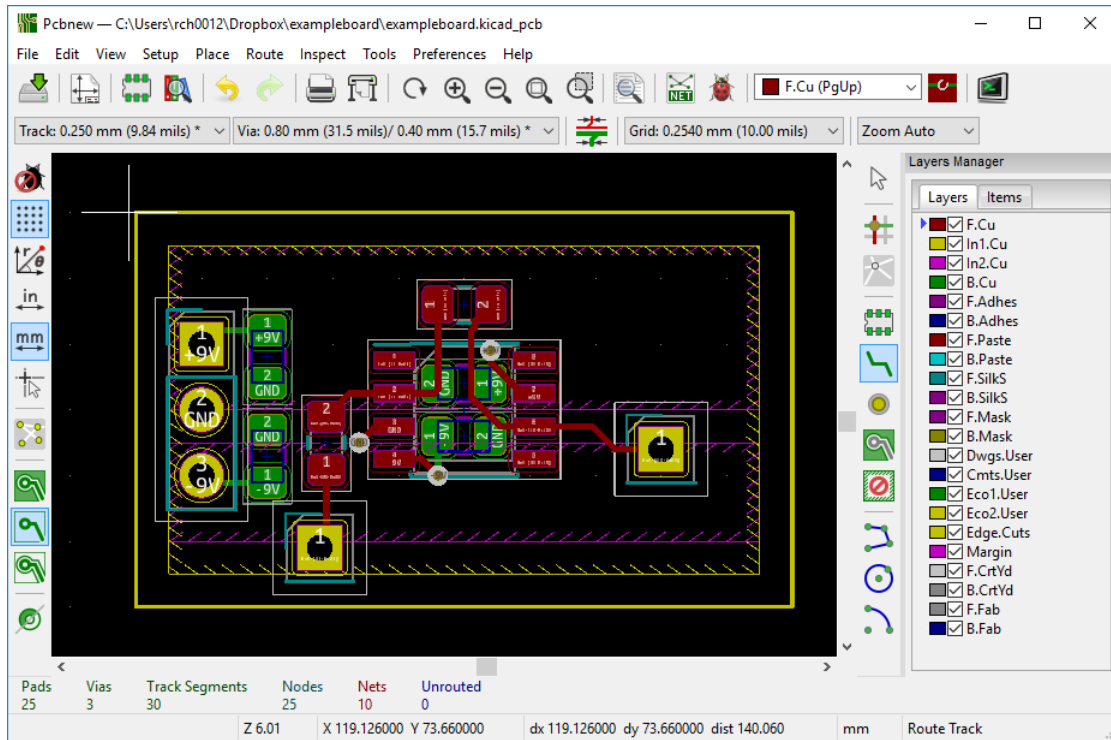 Pcbnew — C:\Users\rch0012\Dropbox\exampleboard\exampleboard.kicad_pcb
File Edit View Setup Place Route Inspect Tools Preferences Help
NET
F.Cu (PgUp)
Track: 0.250 mm (9.84 mils) * Via: 0.80 mm (31.5 mils)/ 0.40 mm (15.7 mils) * Grid: 0.2540 mm (10.00 mils) Zoom Auto
in
mm
1
+9V
2
GND
3
-9V
1
+9V
2
GND
2
GND
1
-9V
2
1
1
1
2
2
GND
1
+9V
1
-9V
2
GND
GND
1
Layers Manager
Layers Items
F.Cu
In1.Cu
In2.Cu
B.Cu
F.Adhes
B.Adhes
F.Paste
B.Paste
F.SilkS
B.SilkS
F.Mask
B.Mask
Dwgs.User
Cmts.User
Eco1.User
Eco2.User
Edge.Cuts
Margin
F.CrtYd
B.CrtYd
F.Fab
B.Fab
Pads Vias Track Segments Nodes Nets Unrouted
25 3 30 25 10 0
Z 6.01 X 119.126000 Y 73.660000 dx 119.126000 dy 73.660000 dist 140.060 mm Route Track